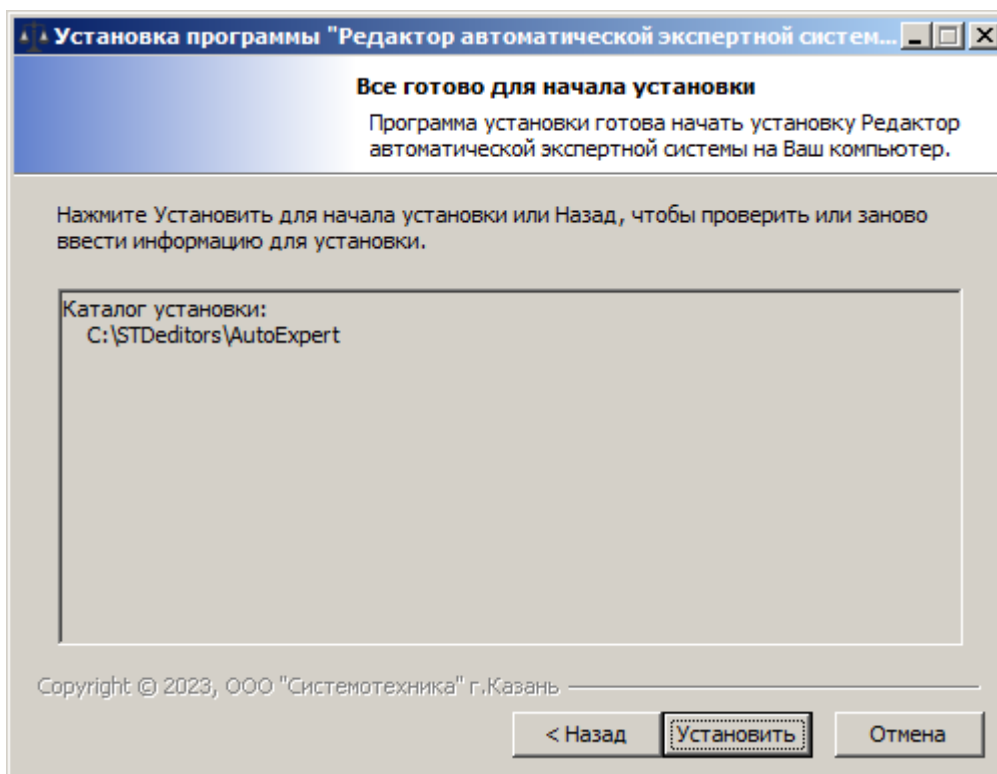 Установка программы "Редактор автоматической экспертной систем...
Все готово для начала установки
Программа установки готова начать установку Редактор
автоматической экспертной системы на Ваш компьютер.
Нажмите Установить для начала установки или Назад, чтобы проверить или заново
ввести информацию для установки.
Каталог установки:
C:\STDeditors\AutoExpert
Copyright © 2023, ООО "Системотехника" г.Казань
< Назад
Установить
Отмена